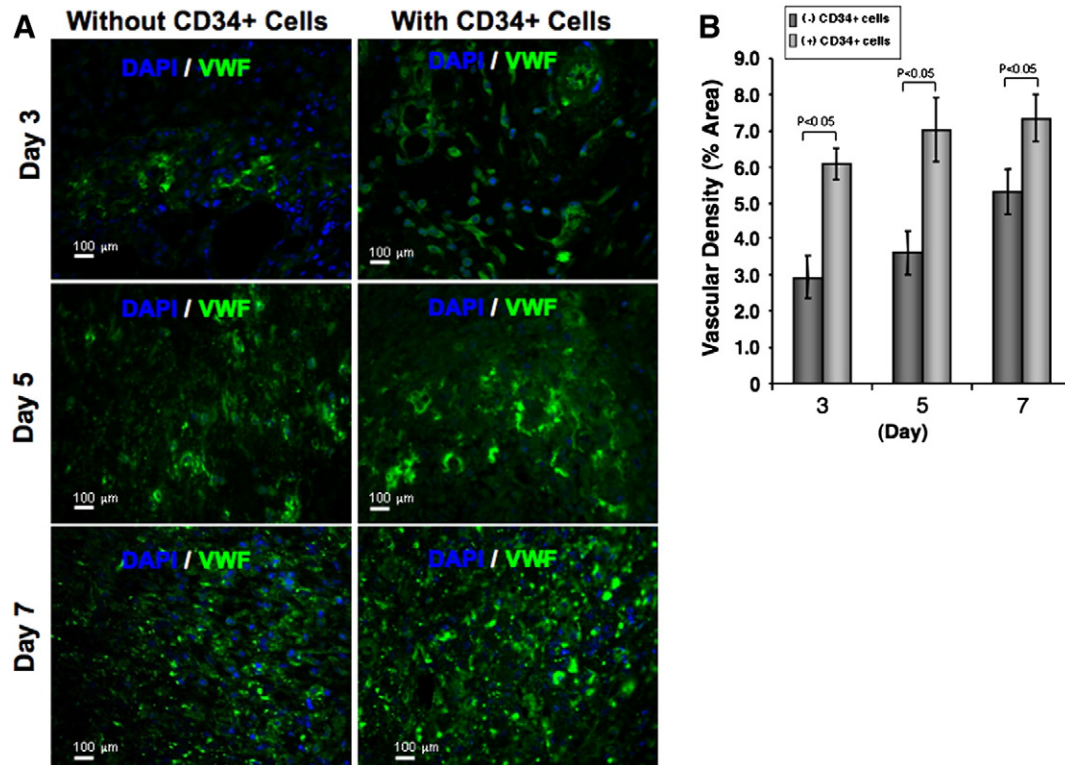 A
Without CD34+ Cells
With CD34+ Cells
Day 3
DAPI / VWF
100 µm
DAPI / VWF
100 µm
Day 5
DAPI / VWF
100 µm
DAPI / VWF
100 µm
Day 7
DAPI / VWF
100 µm
DAPI / VWF
100 µm
B
(-) CD34+ cells
(+) CD34+ cells
Vascular Density (% Area)
9.0
8.0
7.0
6.0
5.0
4.0
3.0
2.0
1.0
0
P<0.05
P<0.05
P<0.05
3 5 7
(Day)